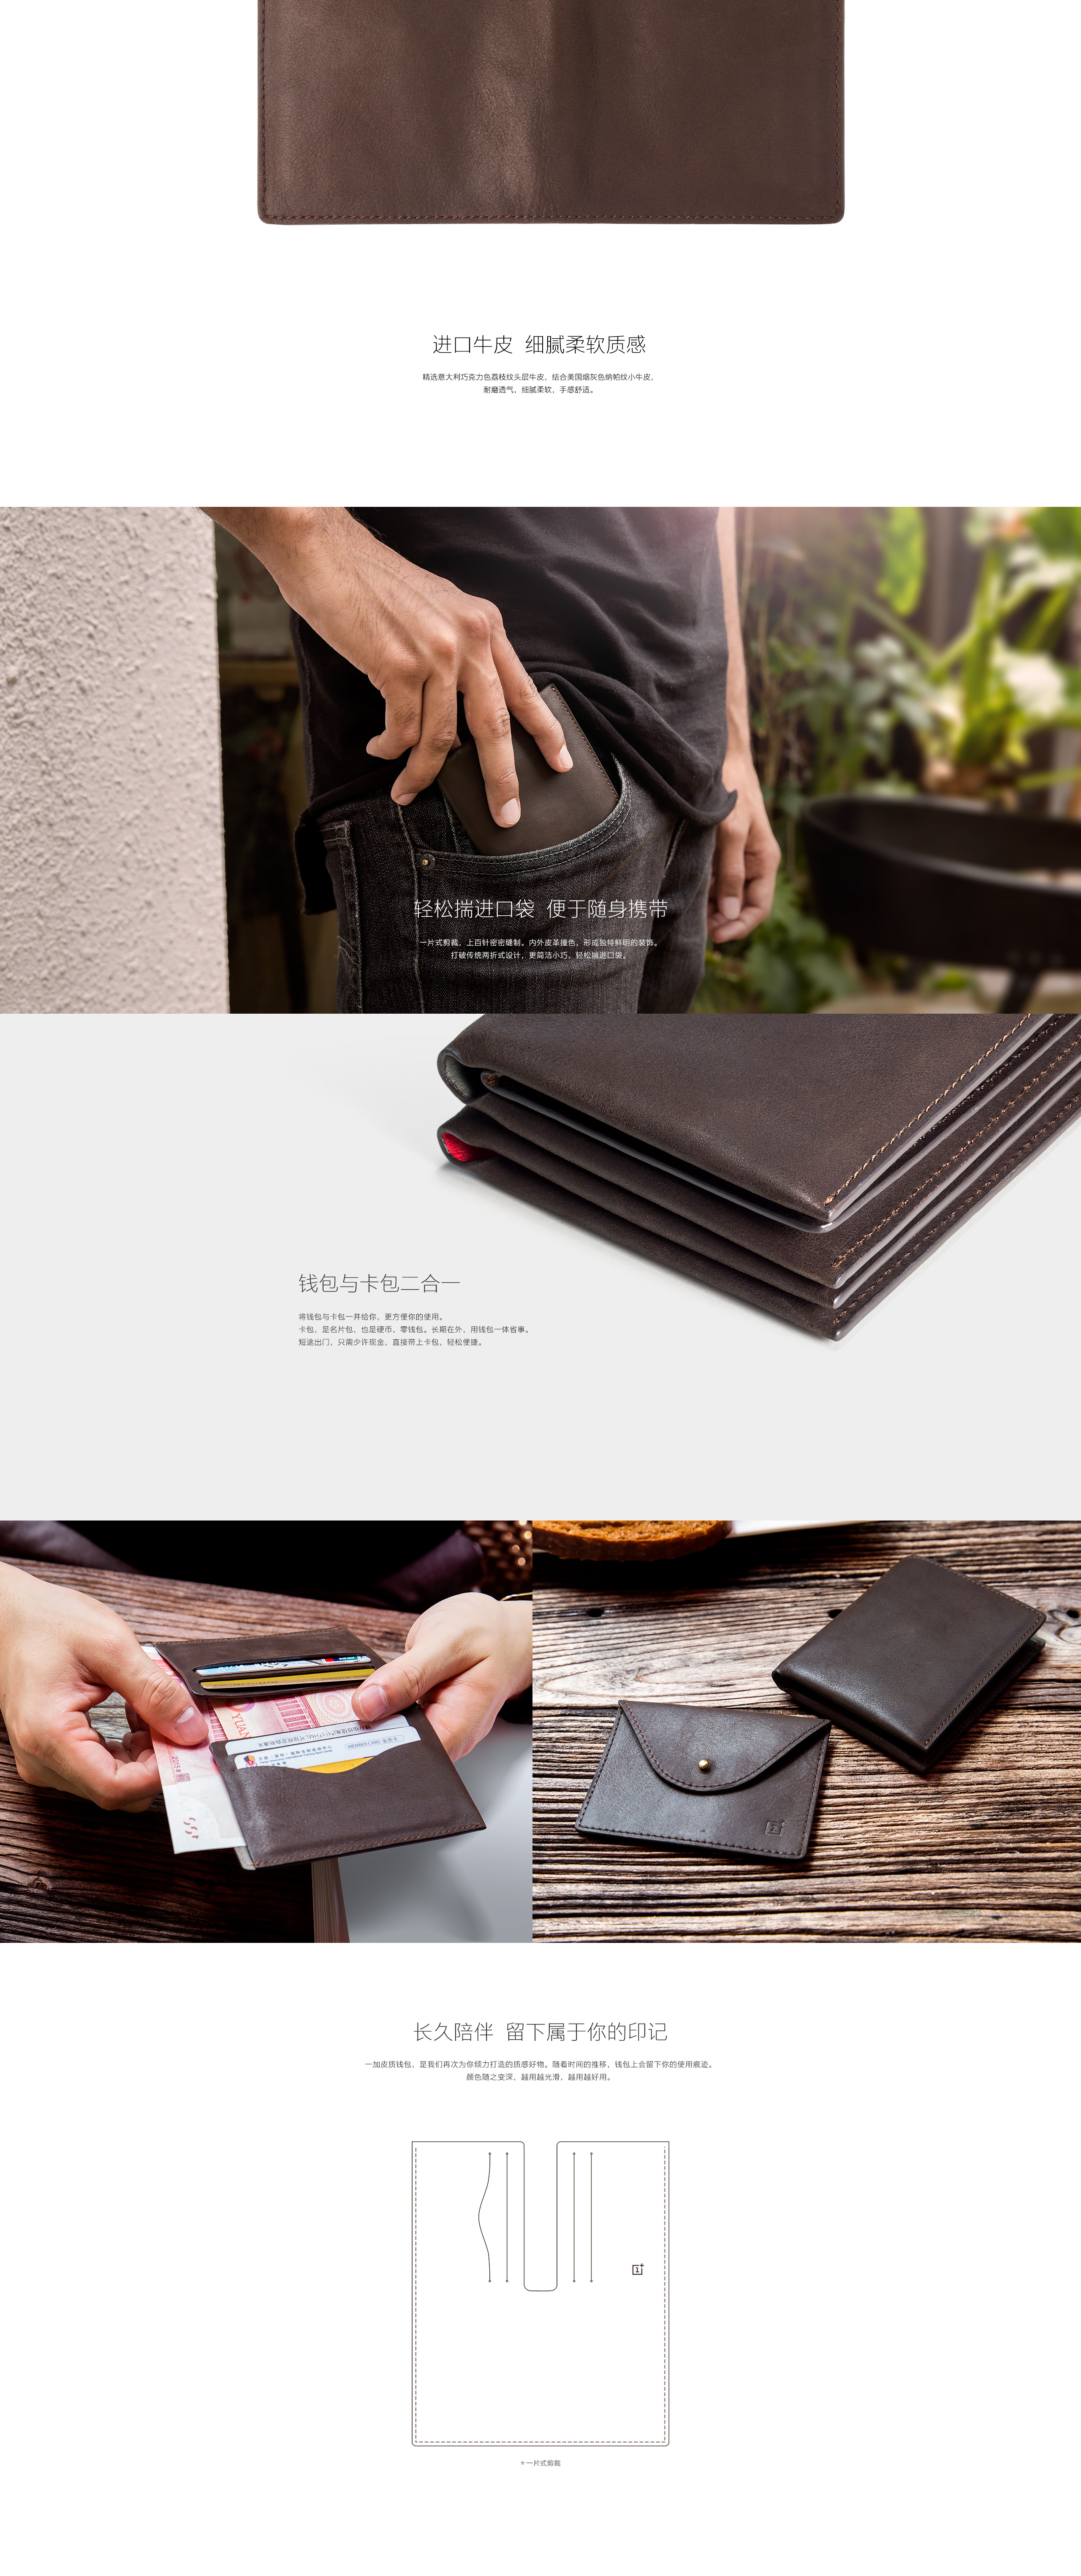 进口牛皮 细腻柔软质感
精选意大利巧克力色荔枝纹头层牛皮，结合美国烟灰色纳帕纹小牛皮，
耐磨透气，细腻柔软，手感舒适。
轻松揣进口袋 便于随身携带
一片式剪裁，上百针密密缝制。内外皮革撞色，形成独特鲜明的装饰。
打破传统两折式设计，更简洁小巧，轻松揣进口袋。
钱包与卡包二合一
将钱包与卡包一并给你，更方便你的使用。
卡包，是名片包，也是硬币、零钱包。长期在外，用钱包一体省事。
短途出门，只需少许现金，直接带上卡包，轻松便捷。
YUAN
2015年
MEMBER CARD
长久陪伴 留下属于你的印记
一加皮质钱包，是我们再次为你倾力打造的质感好物。随着时间的推移，钱包上会留下你的使用痕迹。
颜色随之变深，越用越光滑，越用越好用。
1+
*一片式剪裁